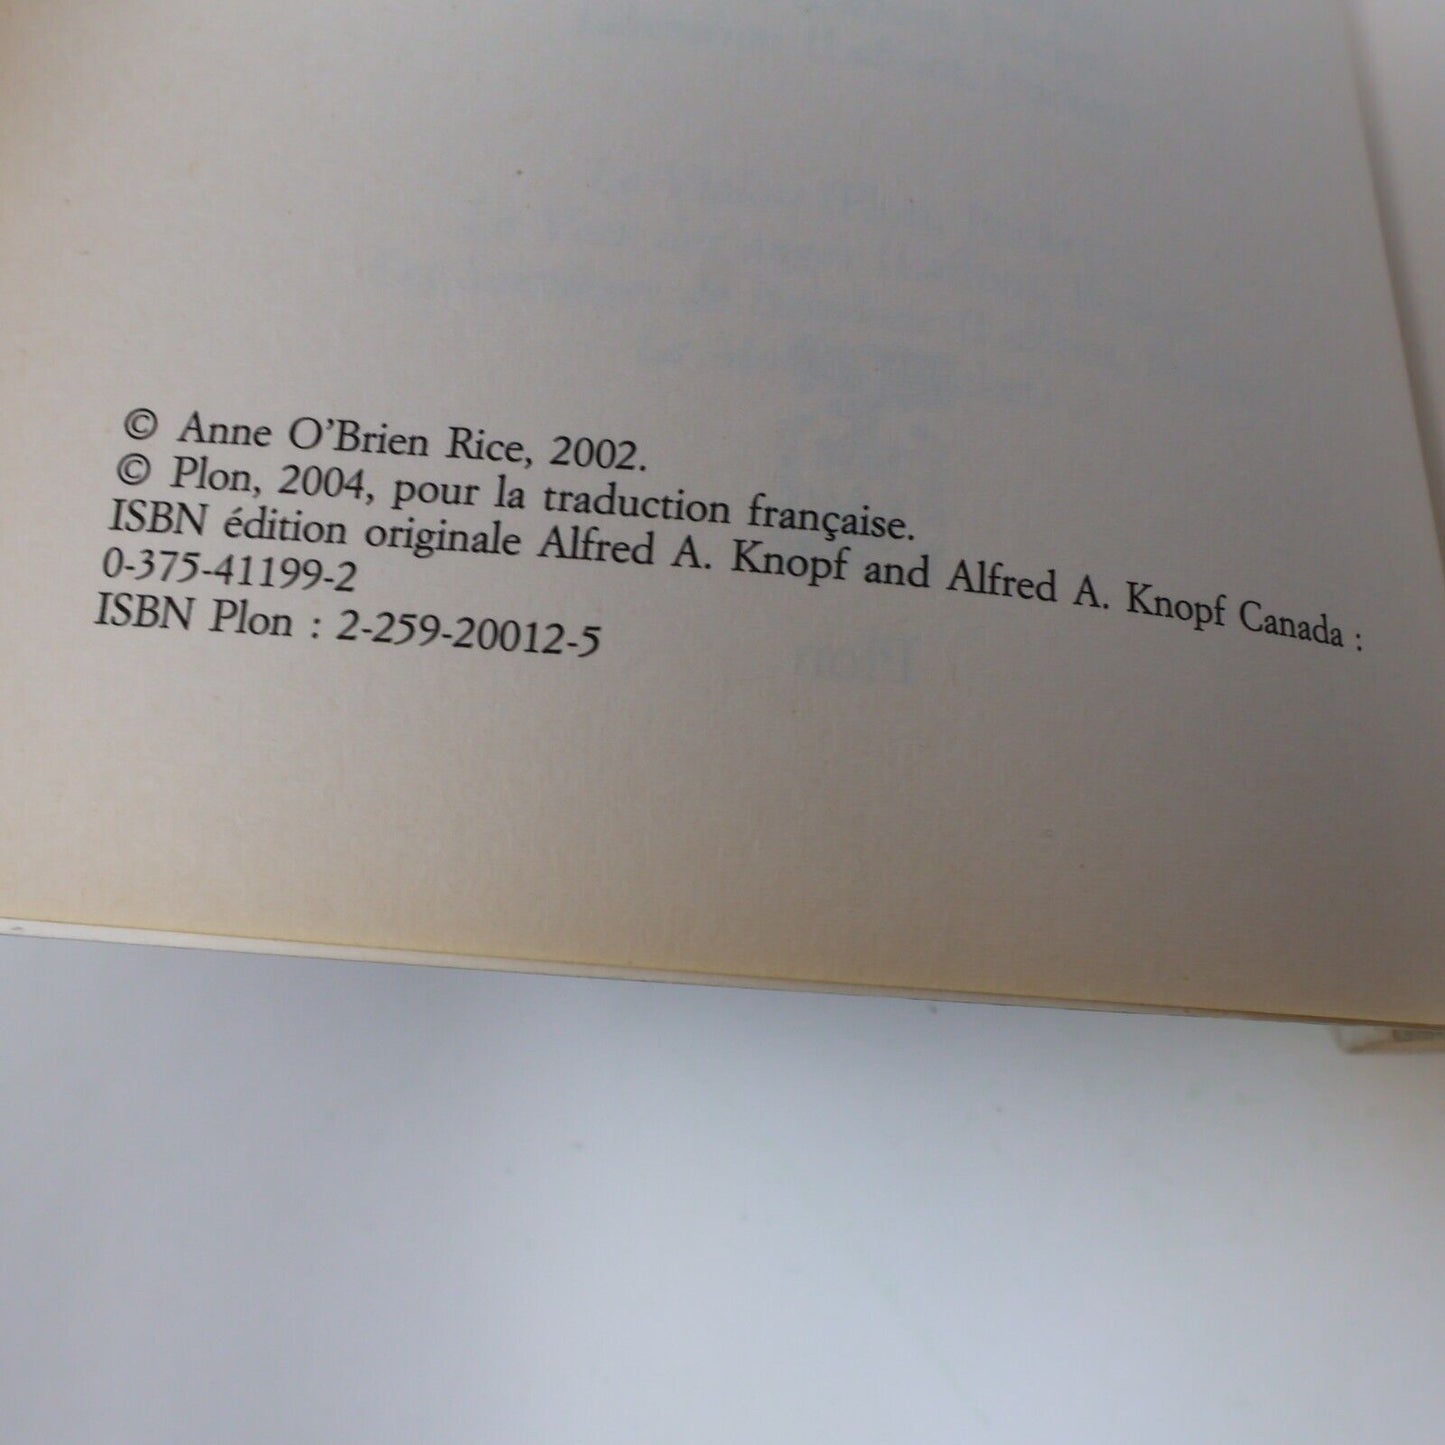 © Anne O’Brien Rice, 2002.
© Plon, 2004, pour la traduction française.
ISBN édition originale Alfred A. Knopf and Alfred A. Knopf Canada :
0-375-41199-2
ISBN Plon : 2-259-20012-5